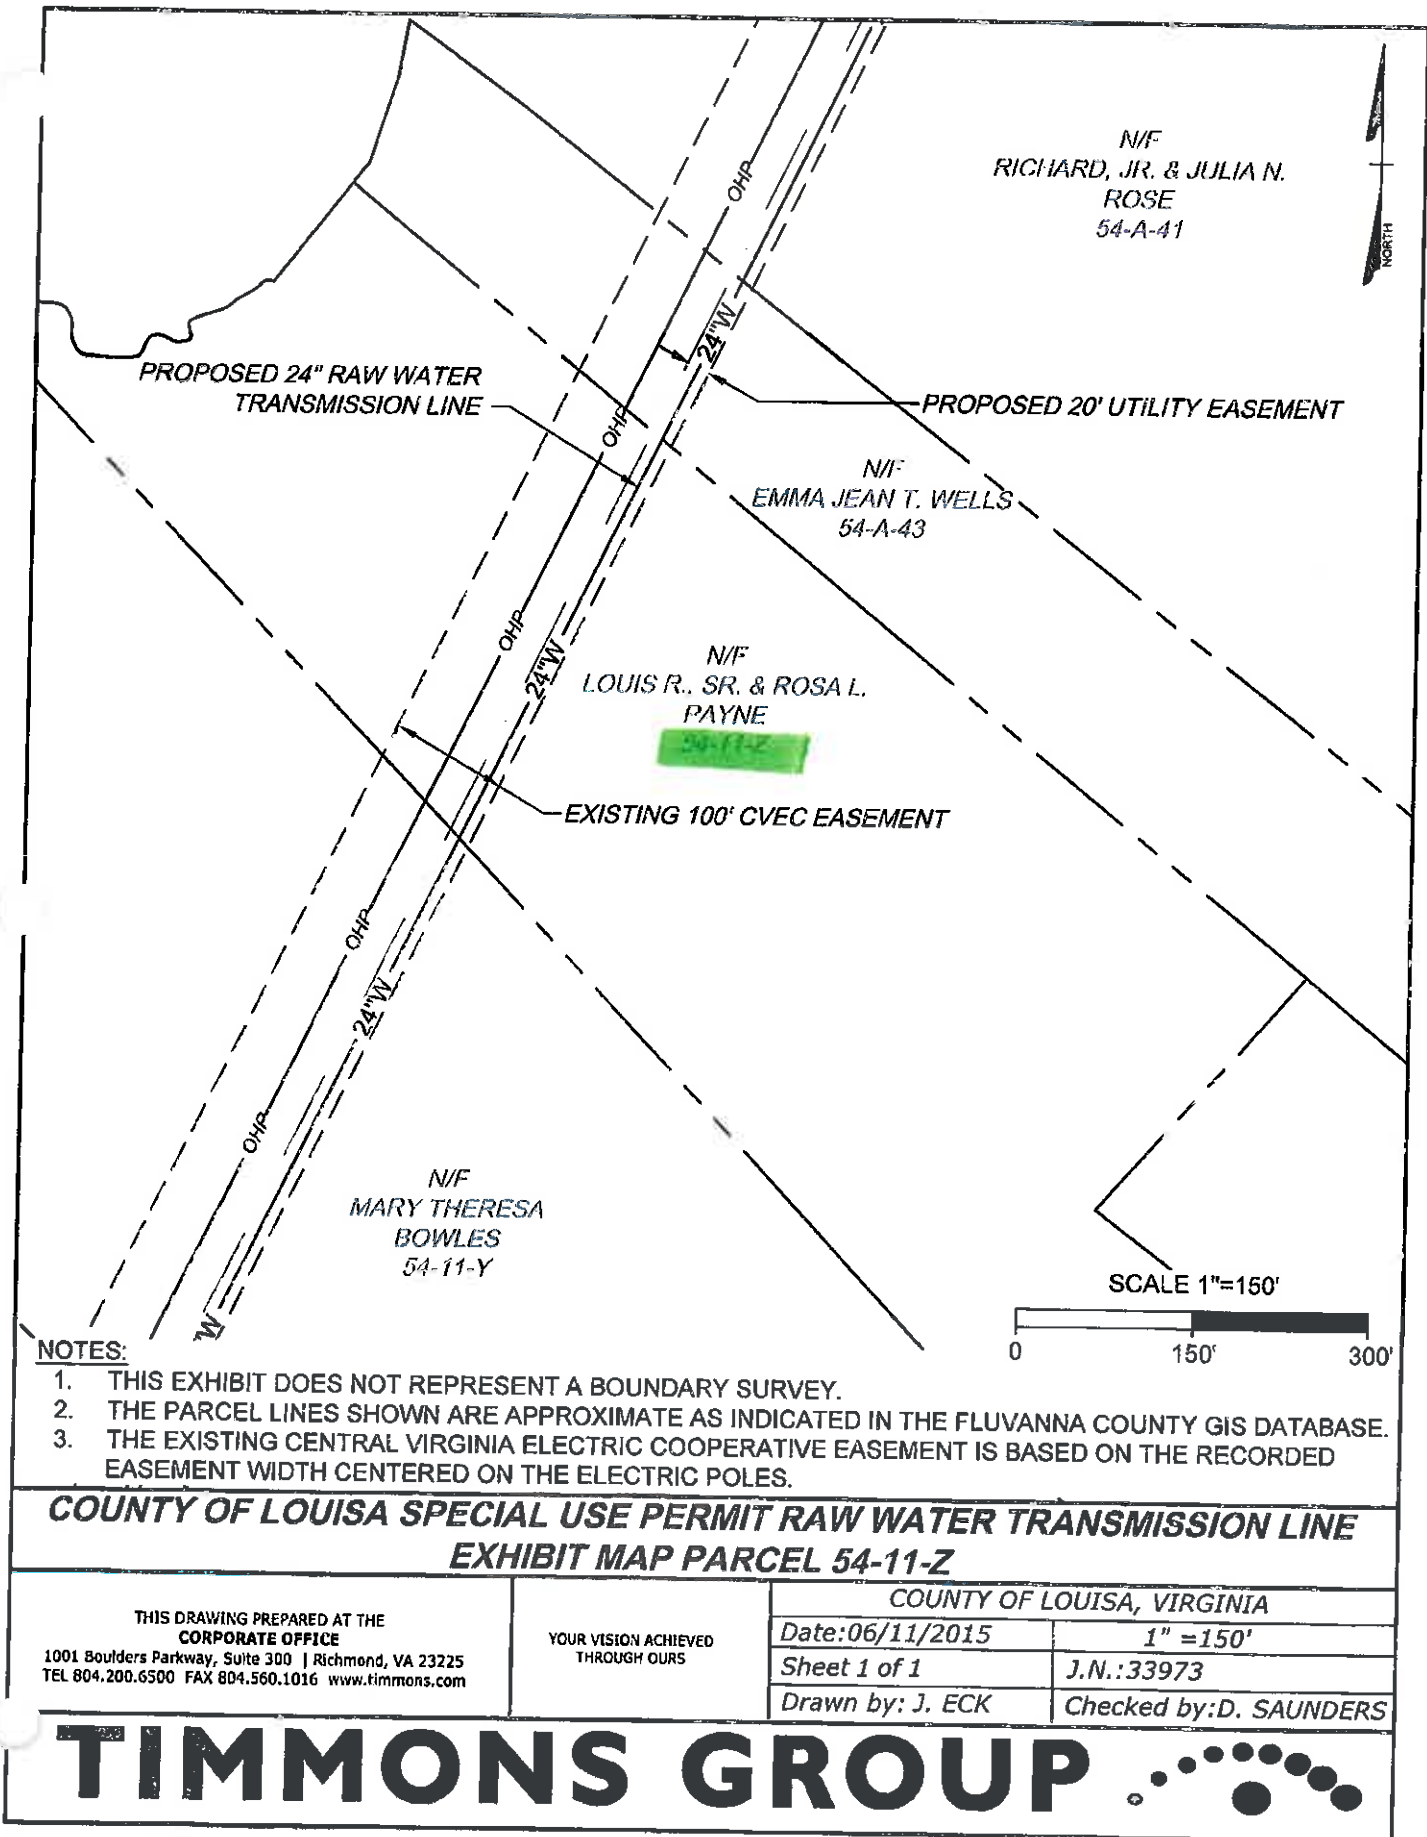 N/F
RICHARD, JR. & JULIA N.
ROSE
54-A-41
NORTH
OHP
24"W
PROPOSED 24" RAW WATER
TRANSMISSION LINE
PROPOSED 20' UTILITY EASEMENT
OHP
N/F
EMMA JEAN T. WELLS
54-A-43
OHP
24"W
N/F
LOUIS R., SR. & ROSA L.
PAYNE
54-11-Z
EXISTING 100' CVEC EASEMENT
OHP
24"W
OHP
N/F
MARY THERESA
BOWLES
54-11-Y
"W
SCALE 1"=150'
0 150' 300'
NOTES:
1. THIS EXHIBIT DOES NOT REPRESENT A BOUNDARY SURVEY.
2. THE PARCEL LINES SHOWN ARE APPROXIMATE AS INDICATED IN THE FLUVANNA COUNTY GIS DATABASE.
3. THE EXISTING CENTRAL VIRGINIA ELECTRIC COOPERATIVE EASEMENT IS BASED ON THE RECORDED
EASEMENT WIDTH CENTERED ON THE ELECTRIC POLES.
COUNTY OF LOUISA SPECIAL USE PERMIT RAW WATER TRANSMISSION LINE
EXHIBIT MAP PARCEL 54-11-Z
THIS DRAWING PREPARED AT THE
CORPORATE OFFICE
1001 Boulders Parkway, Suite 300 | Richmond, VA 23225
TEL 804.200.6500 FAX 804.560.1016 www.timmons.com
YOUR VISION ACHIEVED
THROUGH OURS
COUNTY OF LOUISA, VIRGINIA
Date:06/11/2015 1" =150'
Sheet 1 of 1 J.N.:33973
Drawn by: J. ECK Checked by:D. SAUNDERS
TIMMONS GROUP